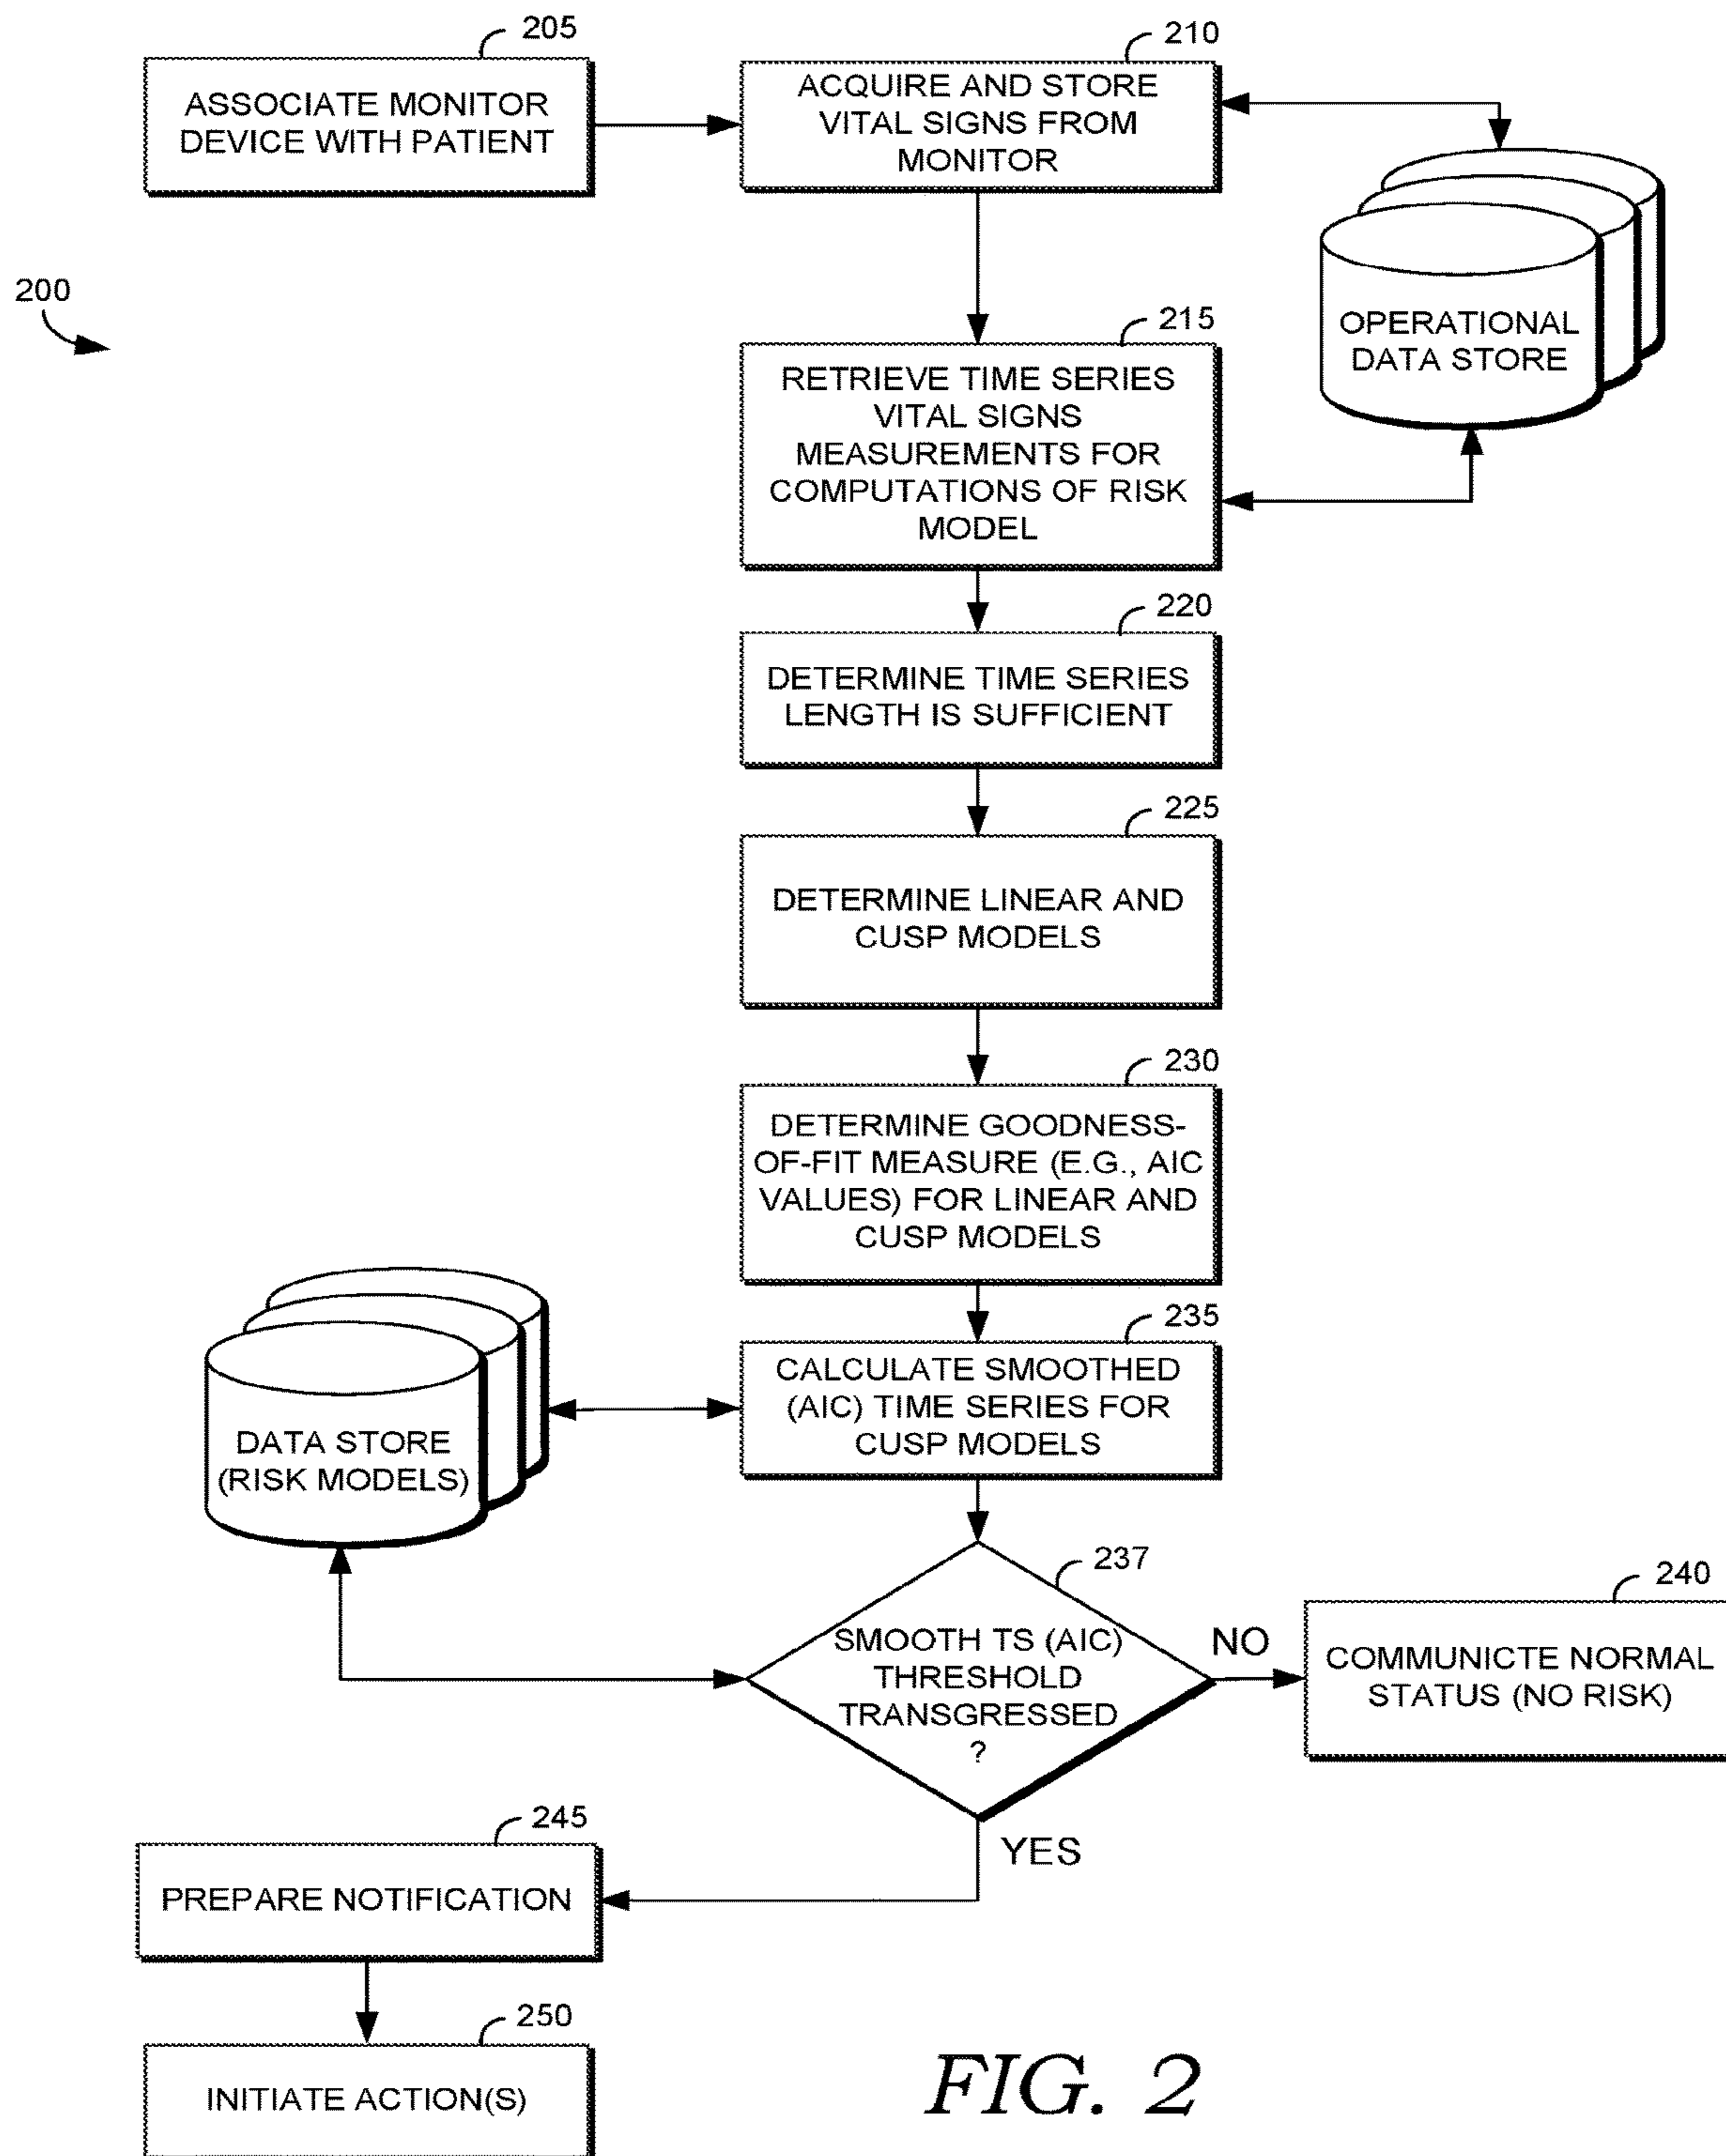 205
ASSOCIATE MONITOR
DEVICE WITH PATIENT
210
ACQUIRE AND STORE
VITAL SIGNS FROM
MONITOR
200
OPERATIONAL
DATA STORE
215
RETRIEVE TIME SERIES
VITAL SIGNS
MEASUREMENTS FOR
COMPUTATIONS OF RISK
MODEL
220
DETERMINE TIME SERIES
LENGTH IS SUFFICIENT
225
DETERMINE LINEAR AND
CUSP MODELS
230
DETERMINE GOODNESS-
OF-FIT MEASURE (E.G., AIC
VALUES) FOR LINEAR AND
CUSP MODELS
235
CALCULATE SMOOTHED
(AIC) TIME SERIES FOR
CUSP MODELS
DATA STORE
(RISK MODELS)
237
SMOOTH TS (AIC)
THRESHOLD
TRANSGRESSED
?
NO
240
COMMUNICTE NORMAL
STATUS (NO RISK)
YES
245
PREPARE NOTIFICATION
250
INITIATE ACTION(S)
FIG. 2